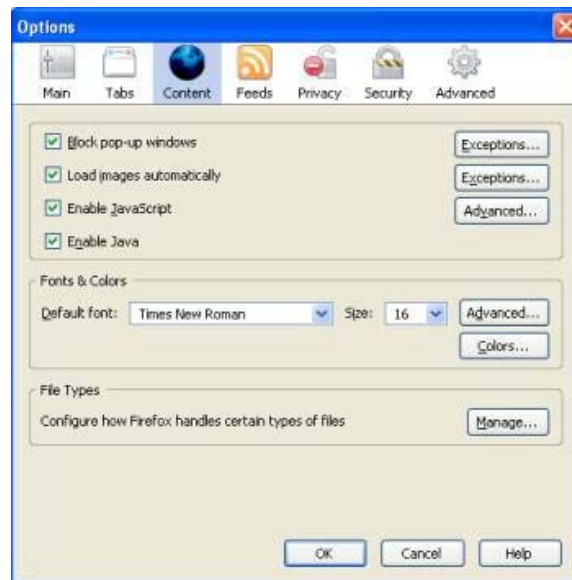 Options
Main Tabs Content Feeds Privacy Security Advanced
Block pop-up windows Exceptions...
Load images automatically Exceptions...
Enable JavaScript Advanced...
Enable Java
Fonts & Colors
Default font: Times New Roman Size: 16 Advanced...
Colors...
File Types
Configure how Firefox handles certain types of files Manage...
OK Cancel Help